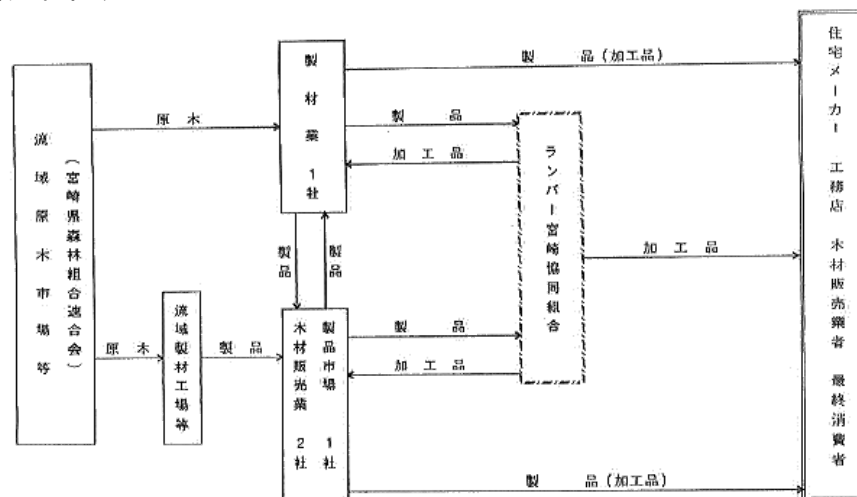 流域原木市場等
(宮崎県森林組合連合会)
原木
原木
流域製材工場等
製品
製材業 1社
製品
製品
製品市場 1社
木材販売業 2社
製品(加工品)
製品
加工品
製品
加工品
製品(加工品)
ランバー宮崎協同組合
加工品
住宅メーカー 工務店 木材販売業者 最終消費者